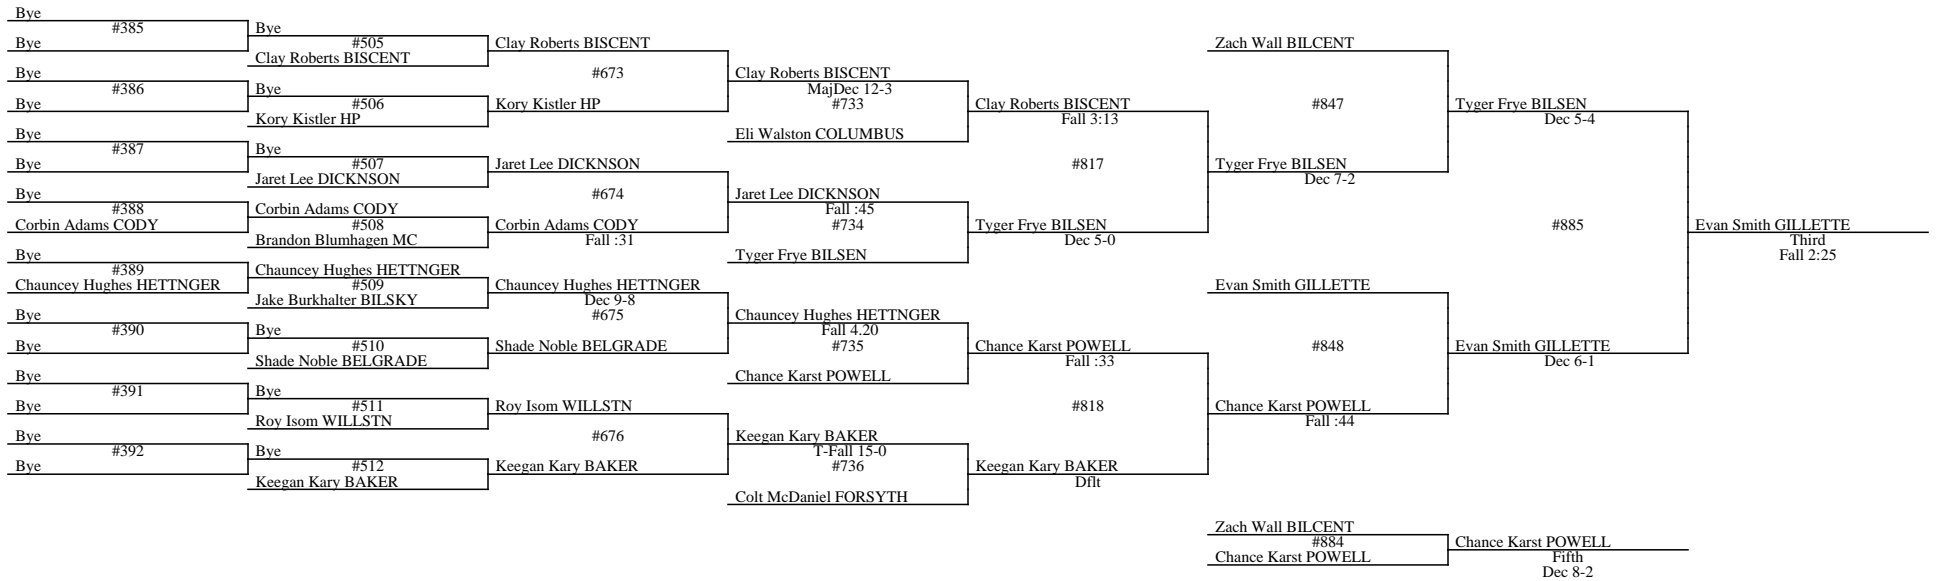 Bye
#385
Bye
Bye
#386
Bye
Bye
#387
Bye
Bye
#388
Corbin Adams CODY
Bye
#389
Chauncey Hughes HETTNGER
Bye
#390
Bye
Bye
#391
Bye
Bye
#392
Bye
Bye
#505
Clay Roberts BISCENT
Bye
#506
Kory Kistler HP
Bye
#507
Jaret Lee DICKNSON
Corbin Adams CODY
#508
Brandon Blumhagen MC
Chauncey Hughes HETTNGER
#509
Jake Burkhalter BILSKY
Bye
#510
Shade Noble BELGRADE
Bye
#511
Roy Isom WILLSTN
Bye
#512
Keegan Kary BAKER
Clay Roberts BISCENT
#673
Kory Kistler HP
Jaret Lee DICKNSON
#674
Corbin Adams CODY
Fall :31
Chauncey Hughes HETTNGER
Dec 9-8
#675
Shade Noble BELGRADE
Roy Isom WILLSTN
#676
Keegan Kary BAKER
Clay Roberts BISCENT
MajDec 12-3
#733
Eli Walston COLUMBUS
Jaret Lee DICKNSON
Fall :45
#734
Tyger Frye BILSEN
Chauncey Hughes HETTNGER
Fall 4.20
#735
Chance Karst POWELL
Keegan Kary BAKER
T-Fall 15-0
#736
Colt McDaniel FORSYTH
Clay Roberts BISCENT
Fall 3:13
#817
Tyger Frye BILSEN
Dec 5-0
Chance Karst POWELL
Fall :33
#818
Keegan Kary BAKER
Dflt
Zach Wall BILCENT
#847
Tyger Frye BILSEN
Dec 7-2
Evan Smith GILLETTE
#848
Chance Karst POWELL
Fall :44
Tyger Frye BILSEN
Dec 5-4
#885
Evan Smith GILLETTE
Dec 6-1
Evan Smith GILLETTE
Third
Fall 2:25
Zach Wall BILCENT
#884
Chance Karst POWELL
Chance Karst POWELL
Fifth
Dec 8-2